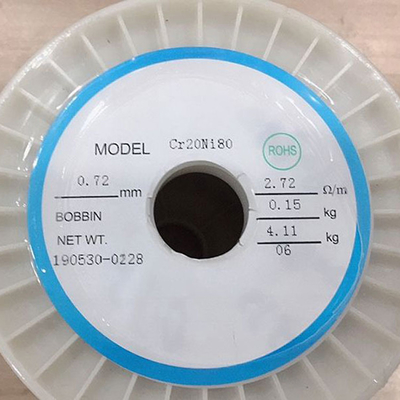 MODEL Cr20Ni80 ROHS
0.72 mm 2.72 Ω/m
BOBBIN 0.15 kg
NET WT. 4.11 kg
190530-0228 06